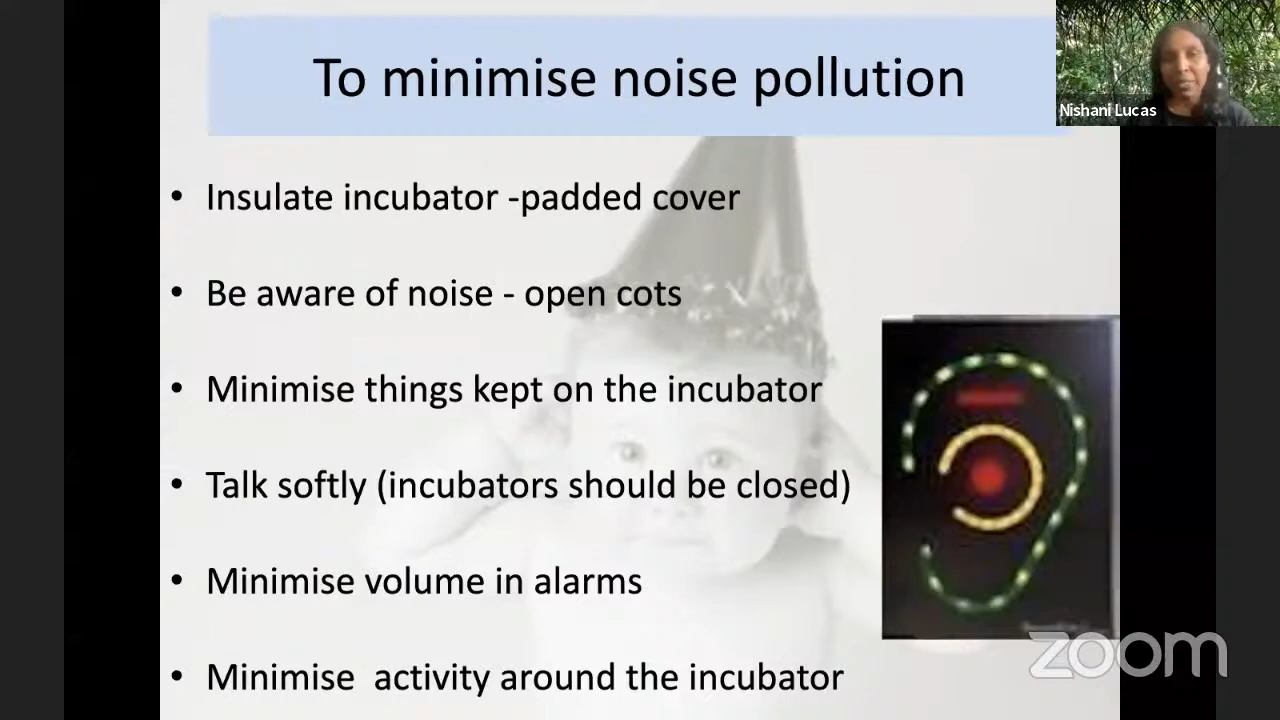 To minimise noise pollution
Nishani Lucas
• Insulate incubator -padded cover
• Be aware of noise - open cots
• Minimise things kept on the incubator
• Talk softly (incubators should be closed)
• Minimise volume in alarms
• Minimise  activity around the incubator
zoom